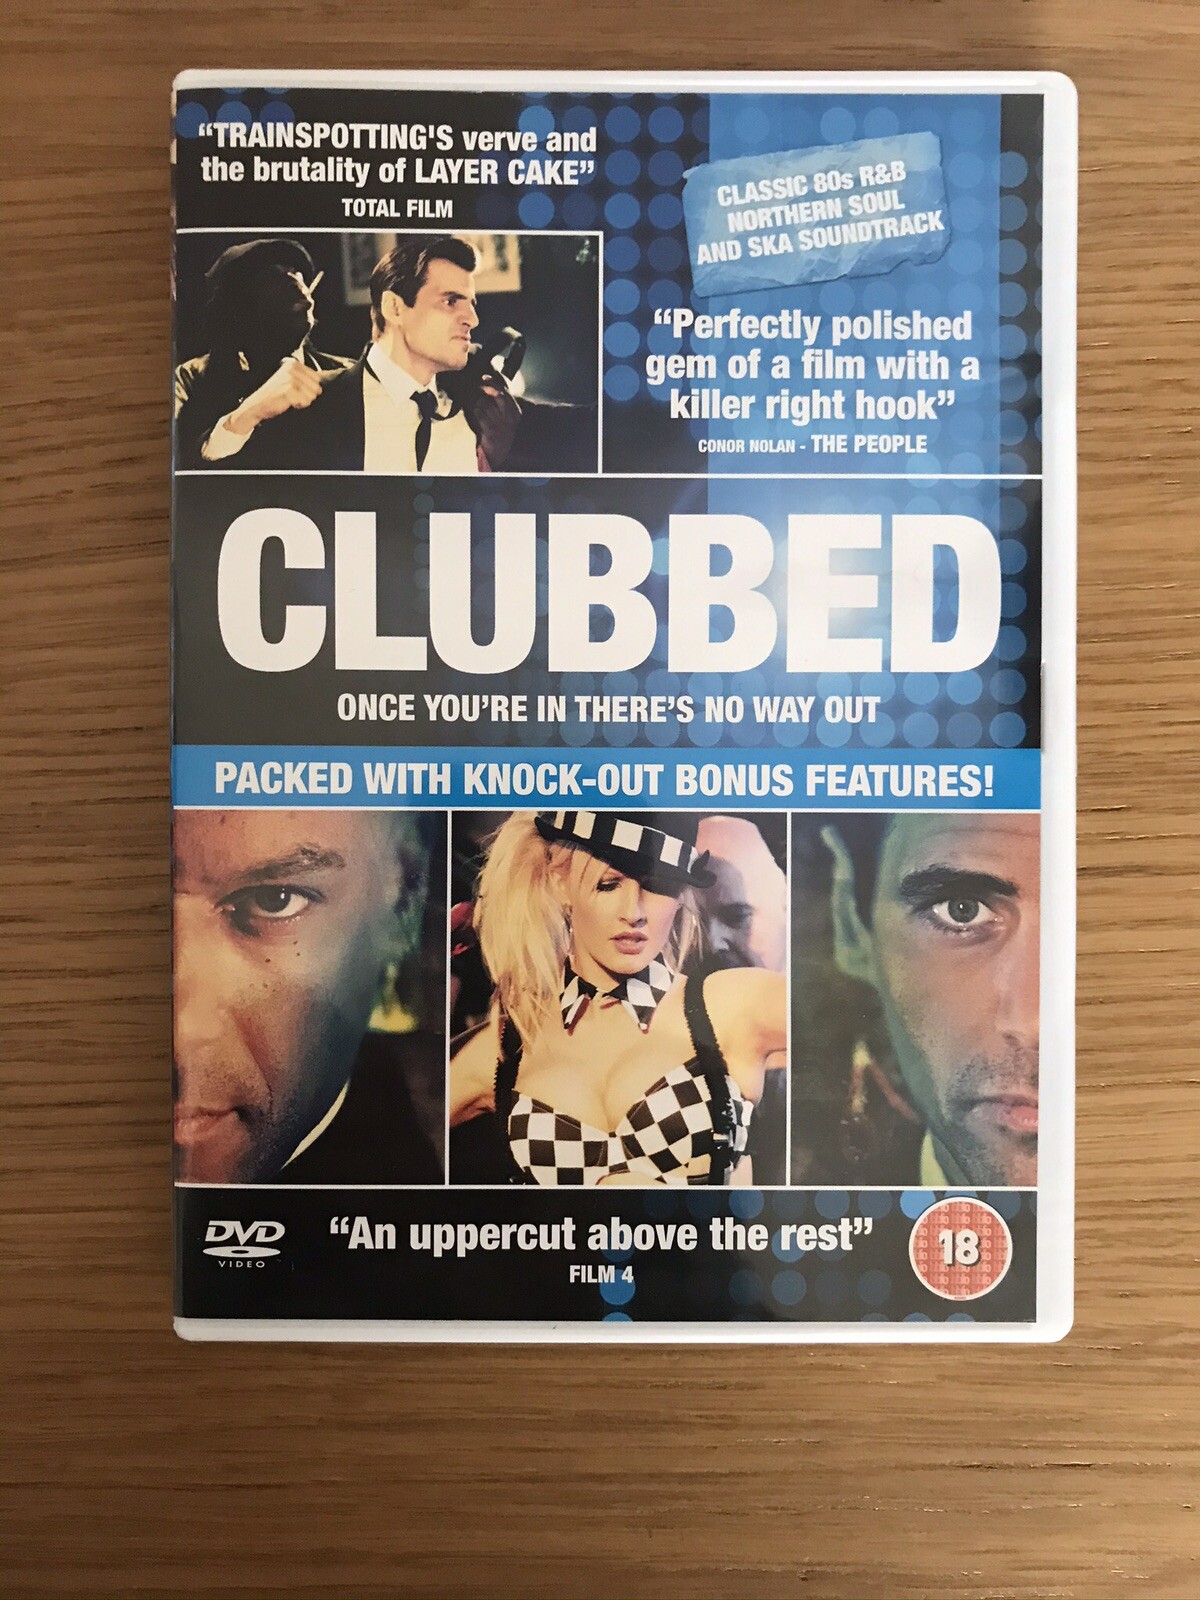 “TRAINSPOTTING'S verve and
the brutality of LAYER CAKE”
TOTAL FILM
CLASSIC 80s R&B
NORTHERN SOUL
AND SKA SOUNDTRACK
“Perfectly polished
gem of a film with a
killer right hook”
CONOR NOLAN - THE PEOPLE
CLUBBED
ONCE YOU’RE IN THERE’S NO WAY OUT
PACKED WITH KNOCK-OUT BONUS FEATURES!
DVD
VIDEO
“An uppercut above the rest”
FILM 4
18